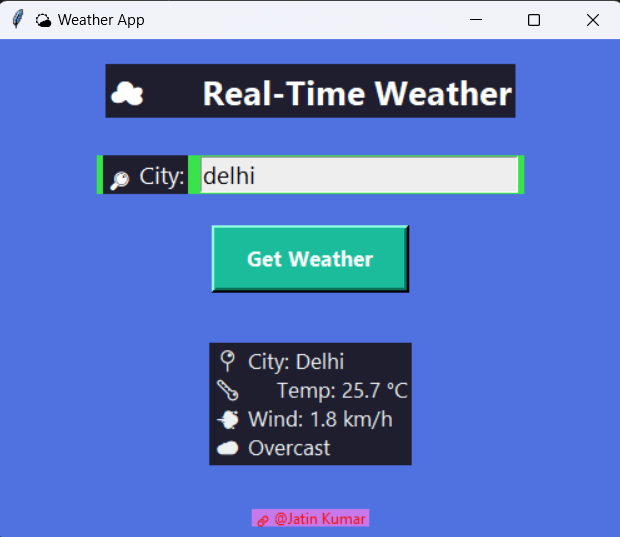 Weather App
Real-Time Weather
City: delhi
Get Weather
City: Delhi
Temp: 25.7 °C
Wind: 1.8 km/h
Overcast
@Jatin Kumar